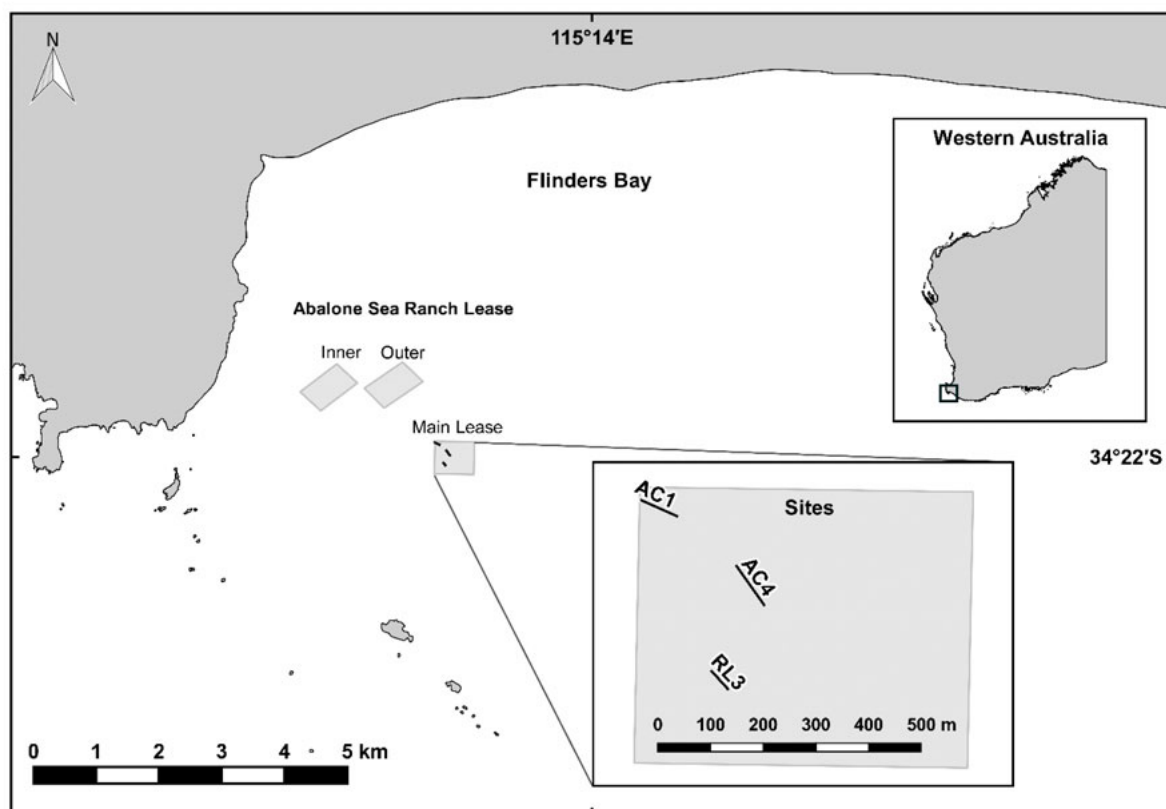 N
115°14'E
Western Australia
Flinders Bay
Abalone Sea Ranch Lease
Inner Outer
Main Lease
34°22'S
AC1
Sites
AC4
RL3
0 100 200 300 400 500 m
0 1 2 3 4 5 km